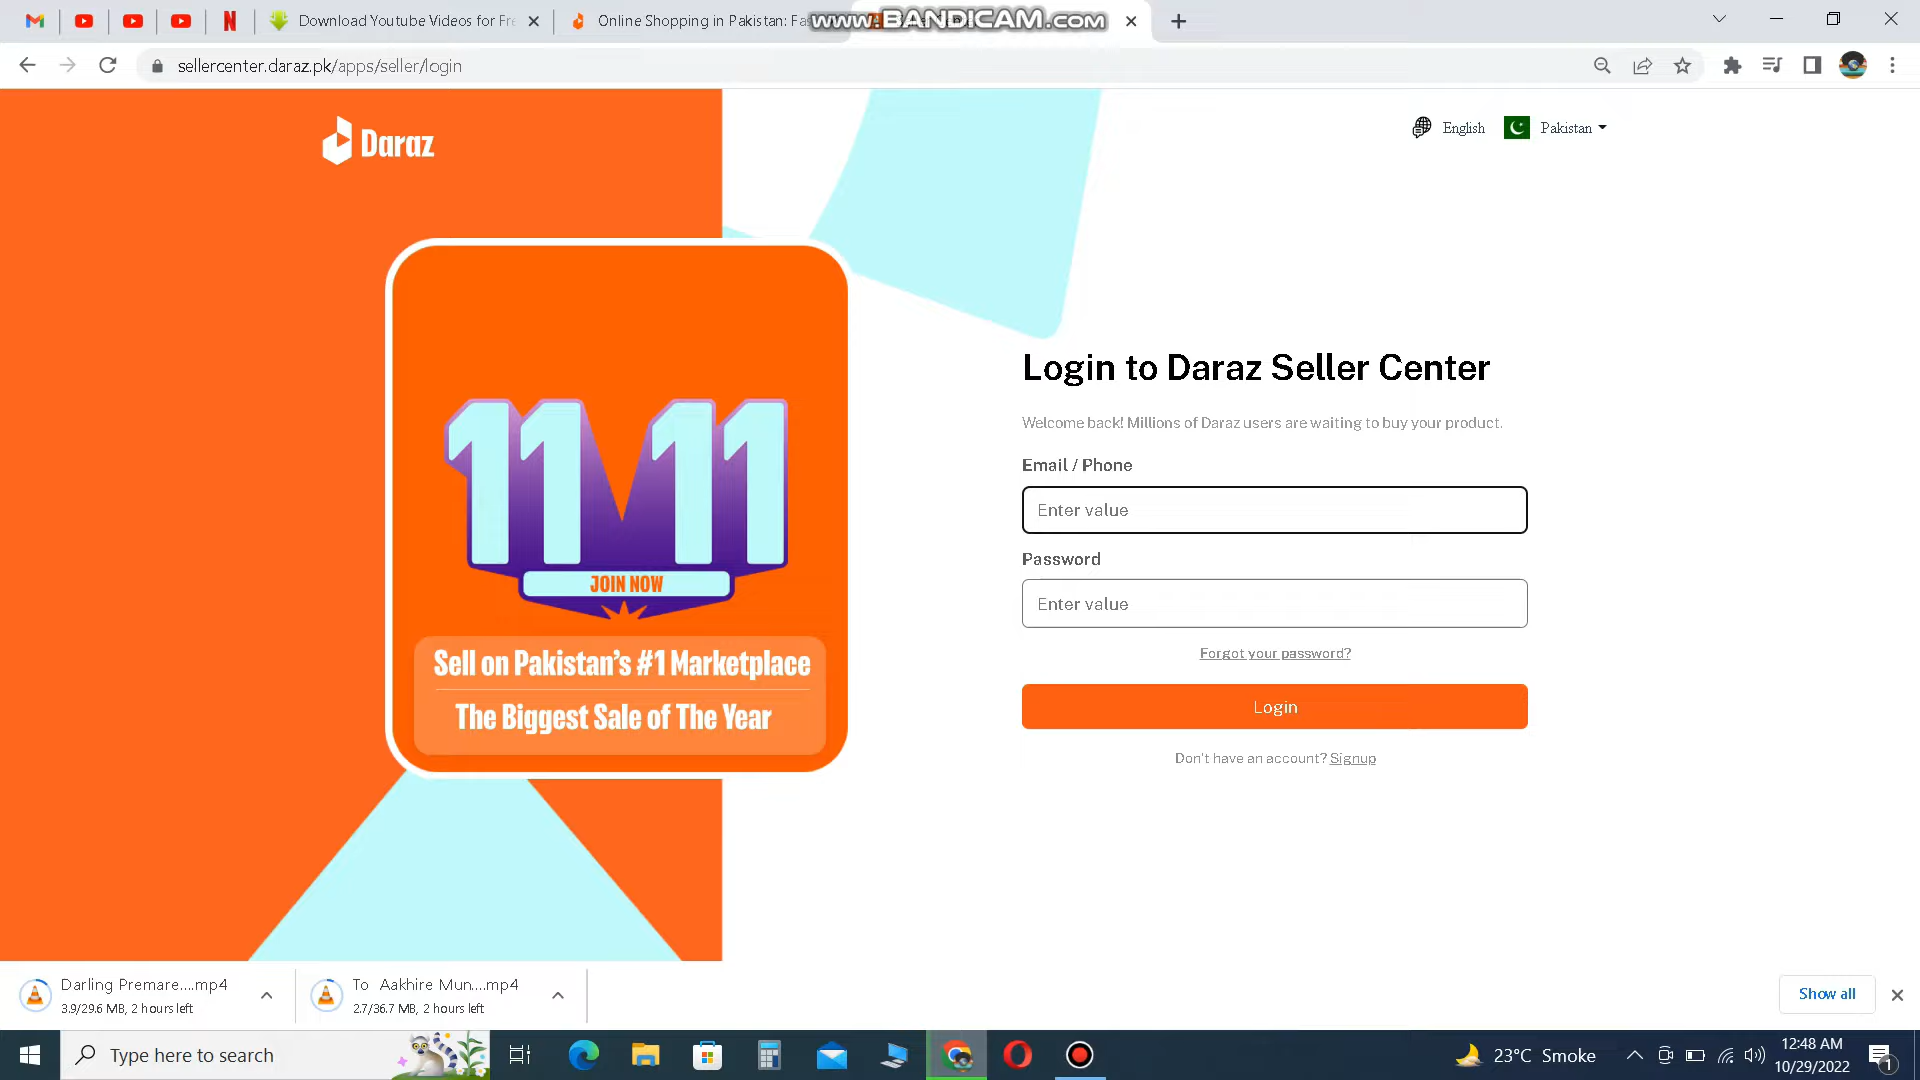 Download Youtube Videos for Fre
Online Shopping in Pakistan: Fas
www.BANDICAM.com
sellercenter.daraz.pk/apps/seller/login
Daraz
English
Pakistan
11 11
JOIN NOW
Sell on Pakistan's #1 Marketplace
The Biggest Sale of The Year
Login to Daraz Seller Center
Welcome back! Millions of Daraz users are waiting to buy your product.
Email / Phone
Enter value
Password
Enter value
Forgot your password?
Login
Don't have an account? Signup
Darling Premare....mp4
3.9/29.6 MB, 2 hours left
To Aakhire Mun....mp4
2.7/36.7 MB, 2 hours left
Show all
Type here to search
23°C Smoke
12:48 AM
10/29/2022
1